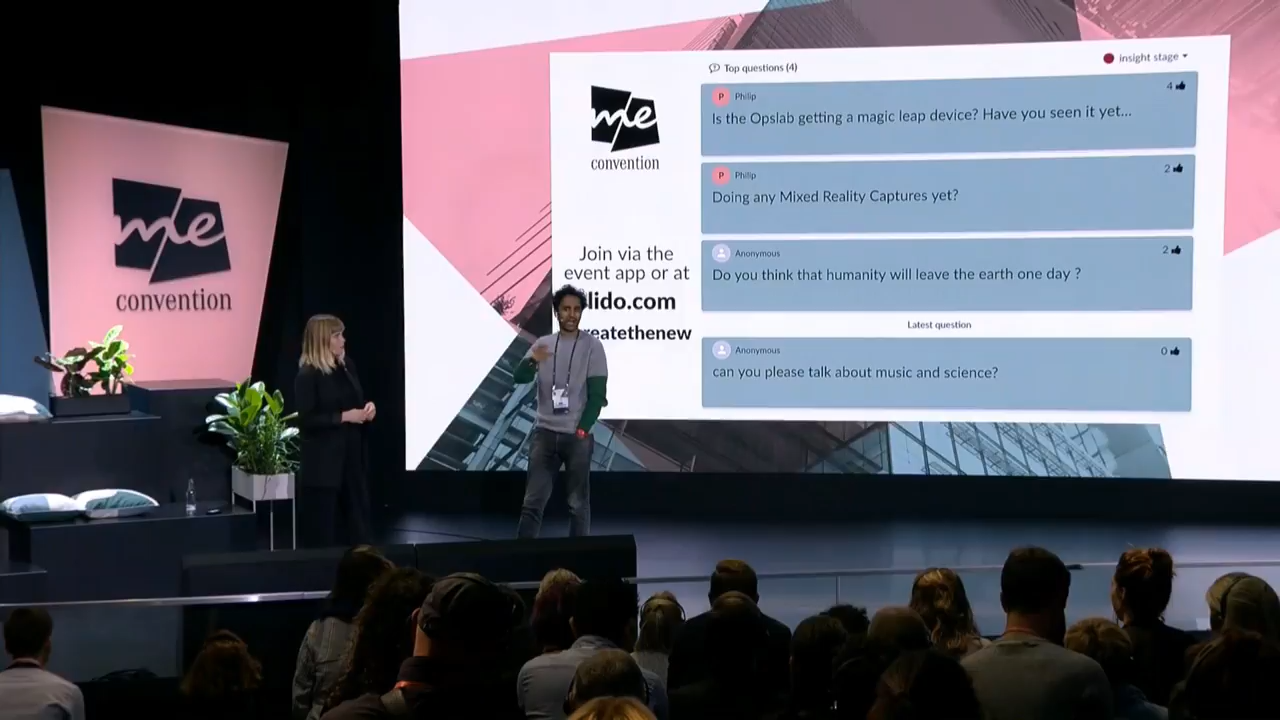 me
convention
me
convention
Join via the
event app or at
lido.com
eatethenew
Top questions (4)
insight stage
P Philip
4
Is the Opslab getting a magic leap device? Have you seen it yet...
P Philip
2
Doing any Mixed Reality Captures yet?
Anonymous
2
Do you think that humanity will leave the earth one day ?
Latest question
Anonymous
0
can you please talk about music and science?